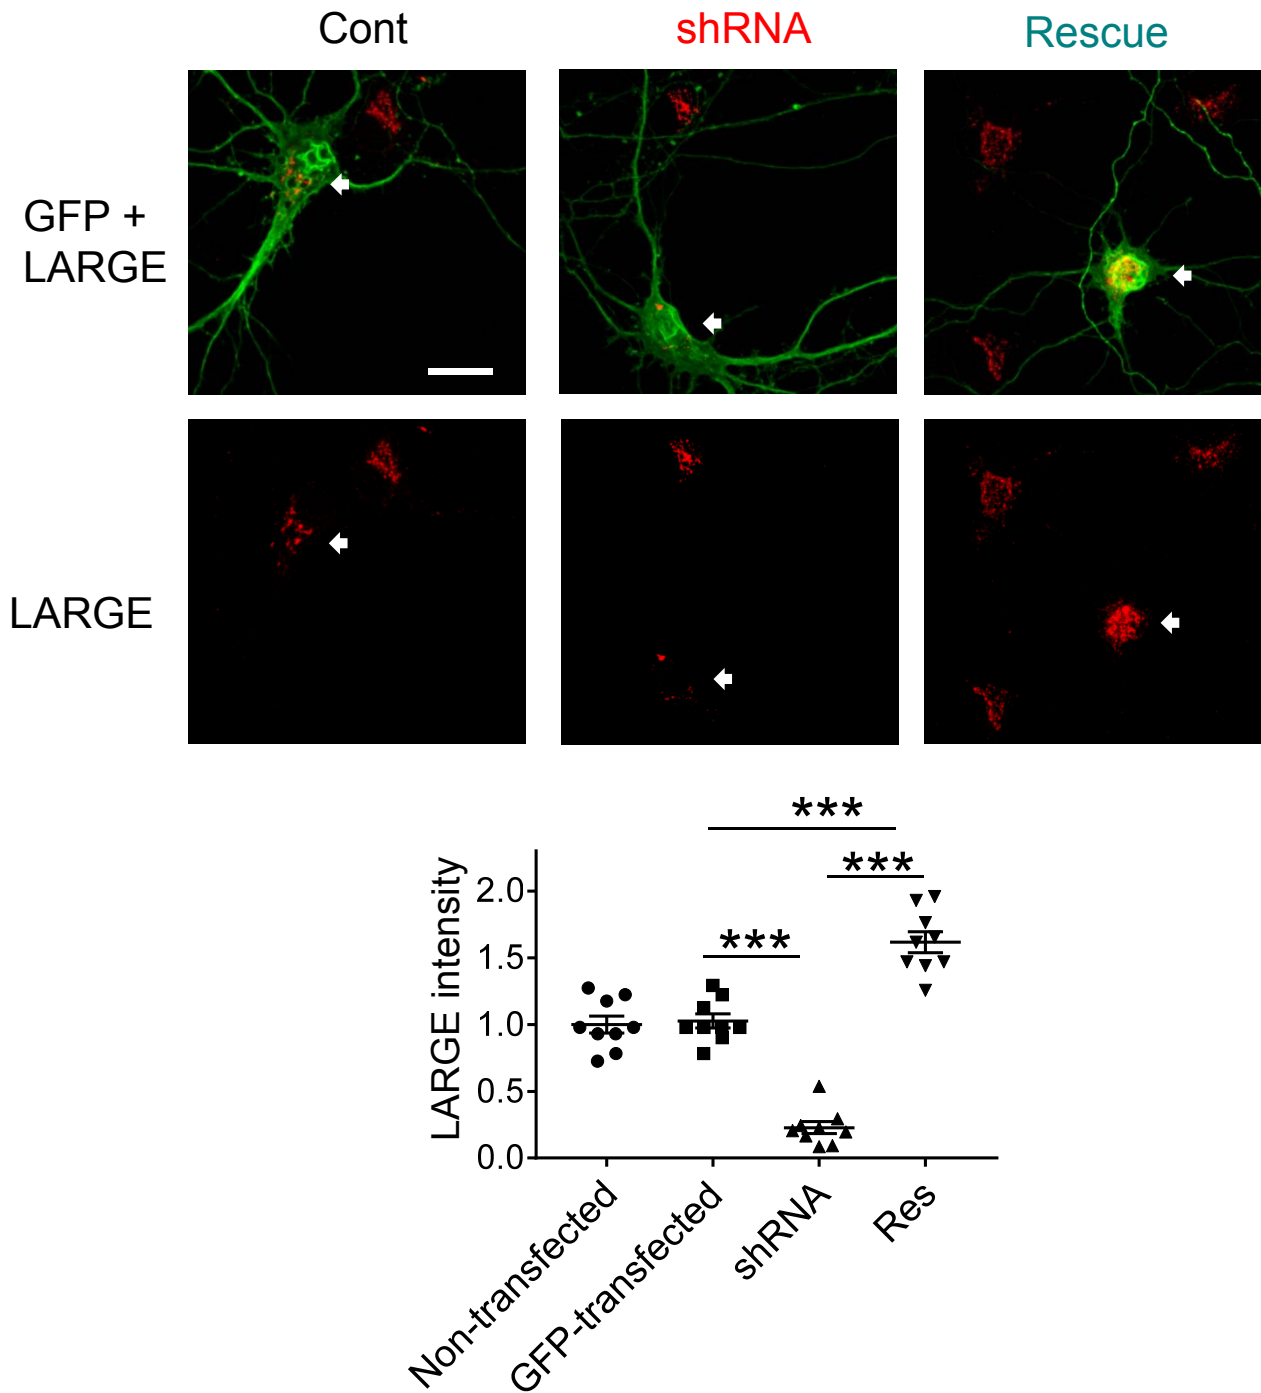 Cont
shRNA
Rescue
GFP +
LARGE
LARGE
***
***
***
LARGE intensity
2.0
1.5
1.0
0.5
0.0
Non-transfected
GFP-transfected
shRNA
Res